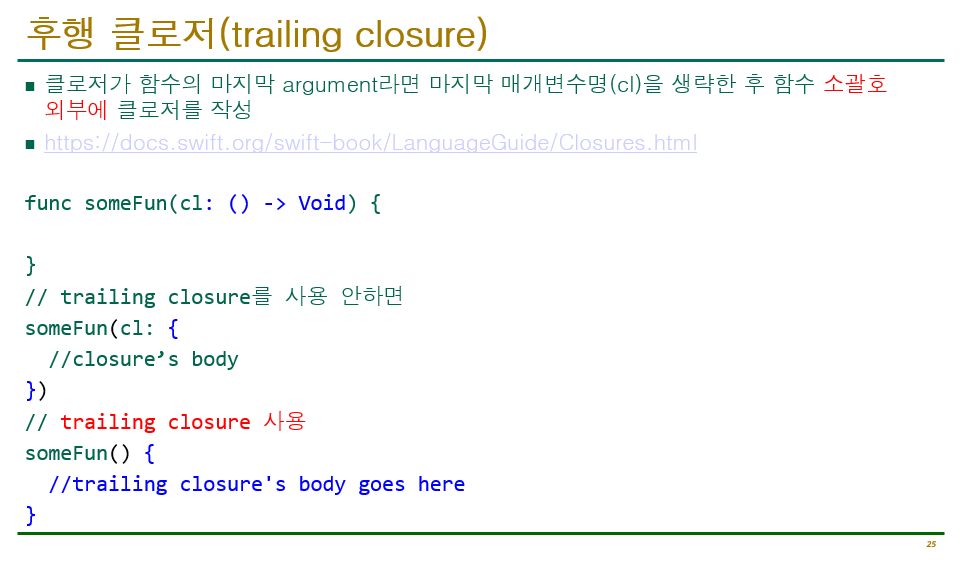 후행 클로저(trailing closure)
■ 클로저가 함수의 마지막 argument라면 마지막 매개변수명(cl)을 생략한 후 함수 소괄호
외부에 클로저를 작성
■ https://docs.swift.org/swift-book/LanguageGuide/Closures.html
func someFun(cl: () -> Void) {
}
// trailing closure를 사용 안하면
someFun(cl: {
//closure’s body
})
// trailing closure 사용
someFun() {
//trailing closure's body goes here
}
25